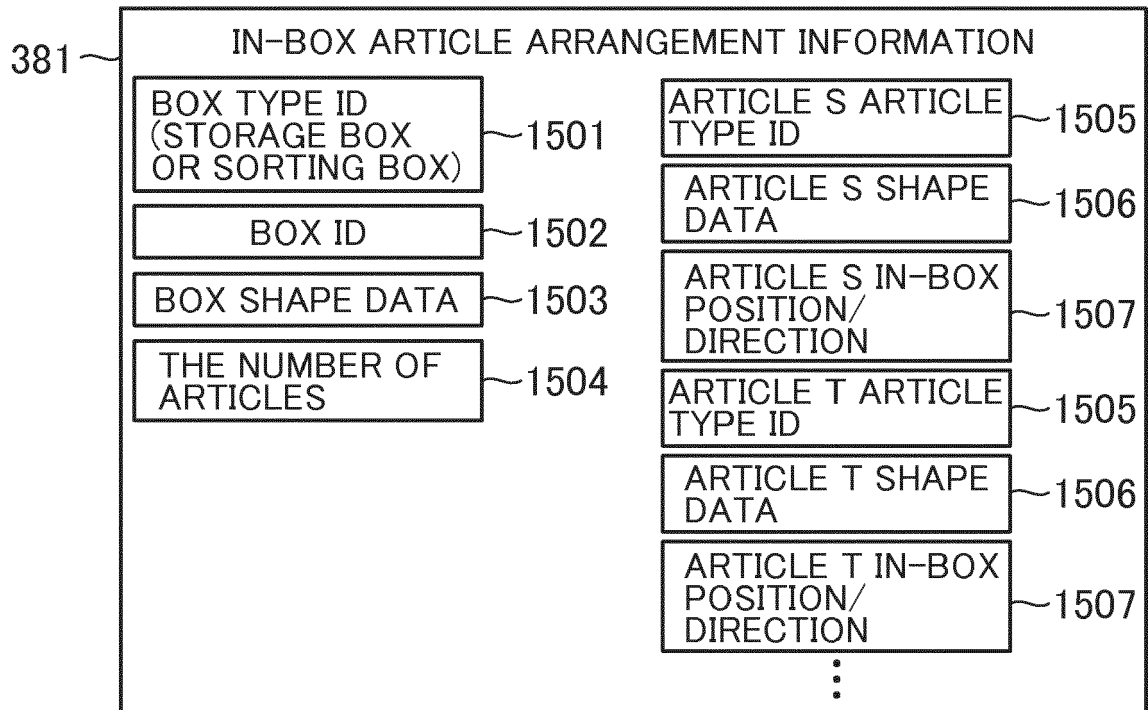 IN-BOX ARTICLE ARRANGEMENT INFORMATION
381
BOX TYPE ID
(STORAGE BOX
OR SORTING BOX)
1501
BOX ID
1502
BOX SHAPE DATA
1503
THE NUMBER OF
ARTICLES
1504
ARTICLE S ARTICLE
TYPE ID
1505
ARTICLE S SHAPE
DATA
1506
ARTICLE S IN-BOX
POSITION/
DIRECTION
1507
ARTICLE T ARTICLE
TYPE ID
1505
ARTICLE T SHAPE
DATA
1506
ARTICLE T IN-BOX
POSITION/
DIRECTION
1507